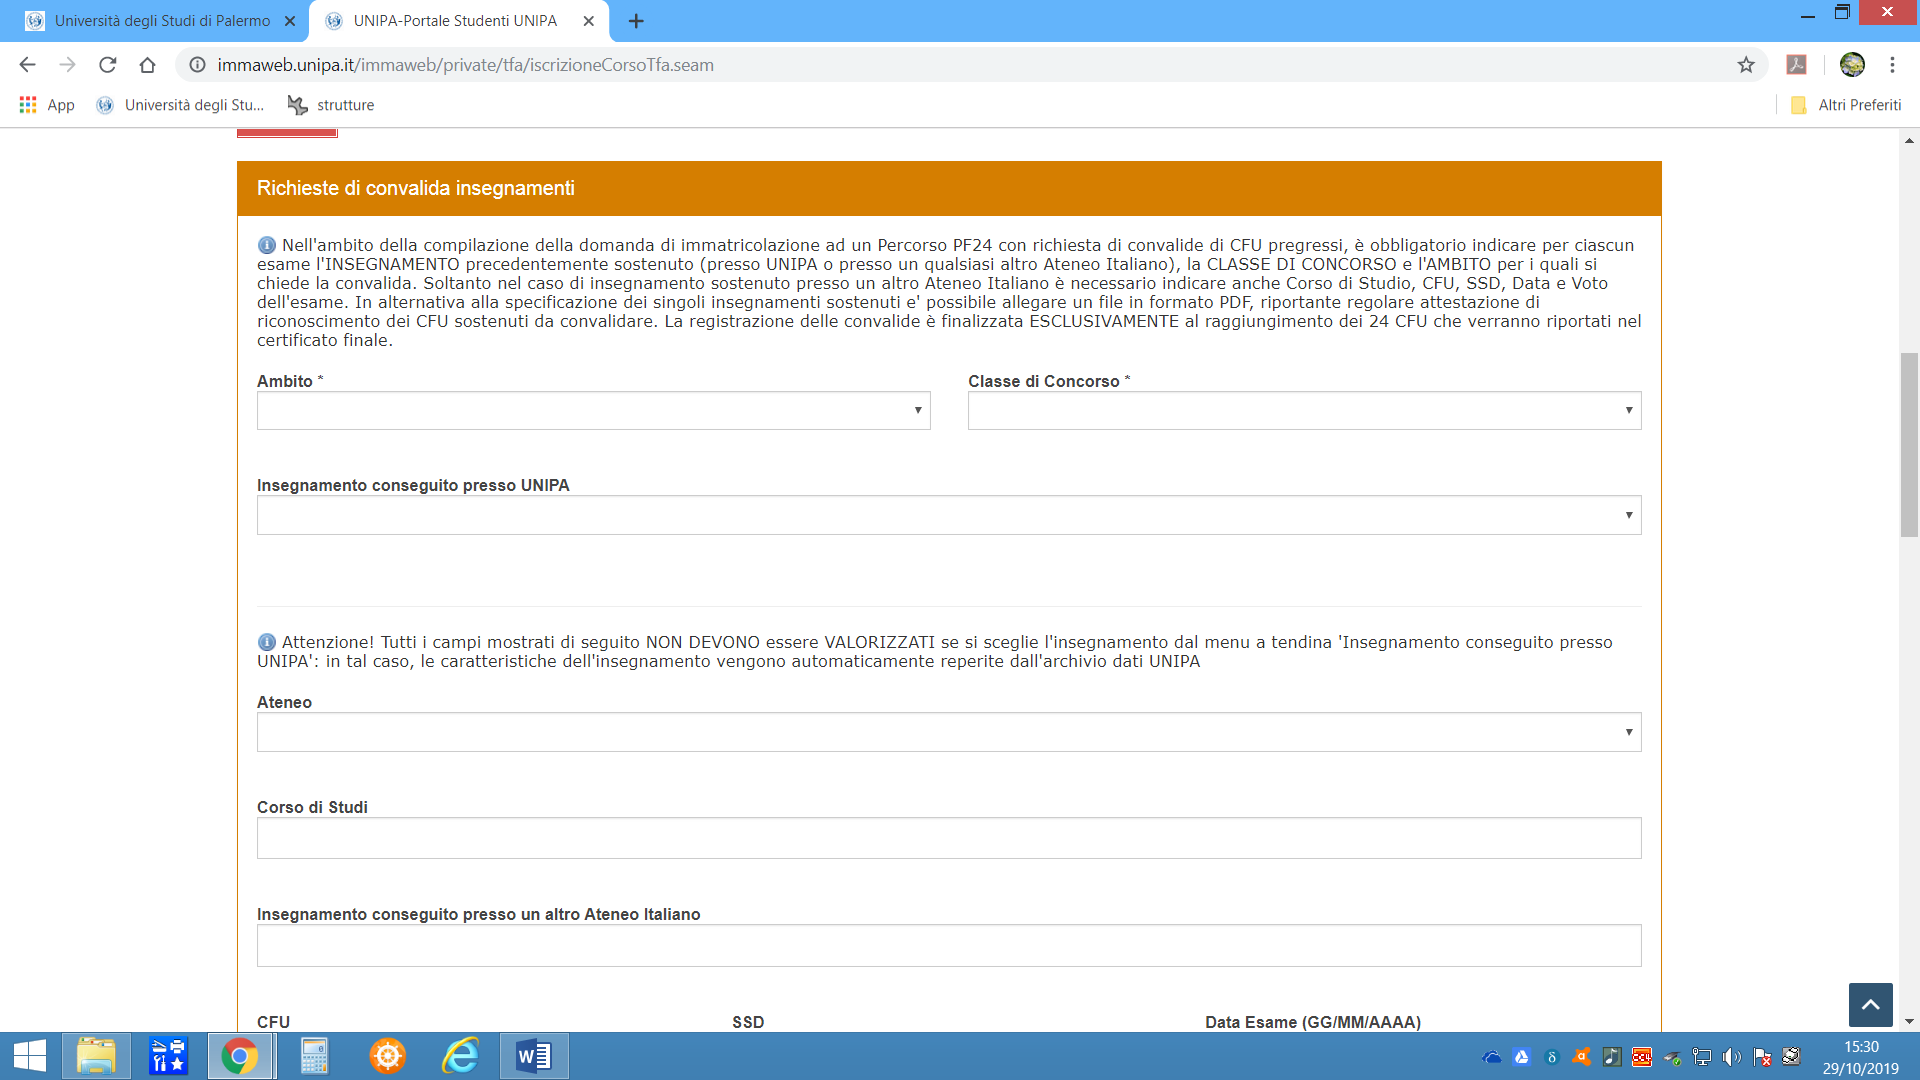 Università degli Studi di Palermo
UNIPA-Portale Studenti UNIPA
immaweb.unipa.it/immaweb/private/tfa/iscrizioneCorsoTfa.seam
App
Università degli Stu...
strutture
Altri Preferiti
Richieste di convalida insegnamenti
Nell'ambito della compilazione della domanda di immatricolazione ad un Percorso PF24 con richiesta di convalide di CFU pregressi, è obbligatorio indicare per ciascun
esame l'INSEGNAMENTO precedentemente sostenuto (presso UNIPA o presso un qualsiasi altro Ateneo Italiano), la CLASSE DI CONCORSO e l'AMBITO per i quali si
chiede la convalida. Soltanto nel caso di insegnamento sostenuto presso un altro Ateneo Italiano è necessario indicare anche Corso di Studio, CFU, SSD, Data e Voto
dell'esame. In alternativa alla specificazione dei singoli insegnamenti sostenuti e' possibile allegare un file in formato PDF, riportante regolare attestazione di
riconoscimento dei CFU sostenuti da convalidare. La registrazione delle convalide è finalizzata ESCLUSIVAMENTE al raggiungimento dei 24 CFU che verranno riportati nel
certificato finale.
Ambito *
Classe di Concorso *
Insegnamento conseguito presso UNIPA
Attenzione! Tutti i campi mostrati di seguito NON DEVONO essere VALORIZZATI se si sceglie l'insegnamento dal menu a tendina 'Insegnamento conseguito presso
UNIPA': in tal caso, le caratteristiche dell'insegnamento vengono automaticamente reperite dall'archivio dati UNIPA
Ateneo
Corso di Studi
Insegnamento conseguito presso un altro Ateneo Italiano
CFU
SSD
Data Esame (GG/MM/AAAA)
15:30
29/10/2019